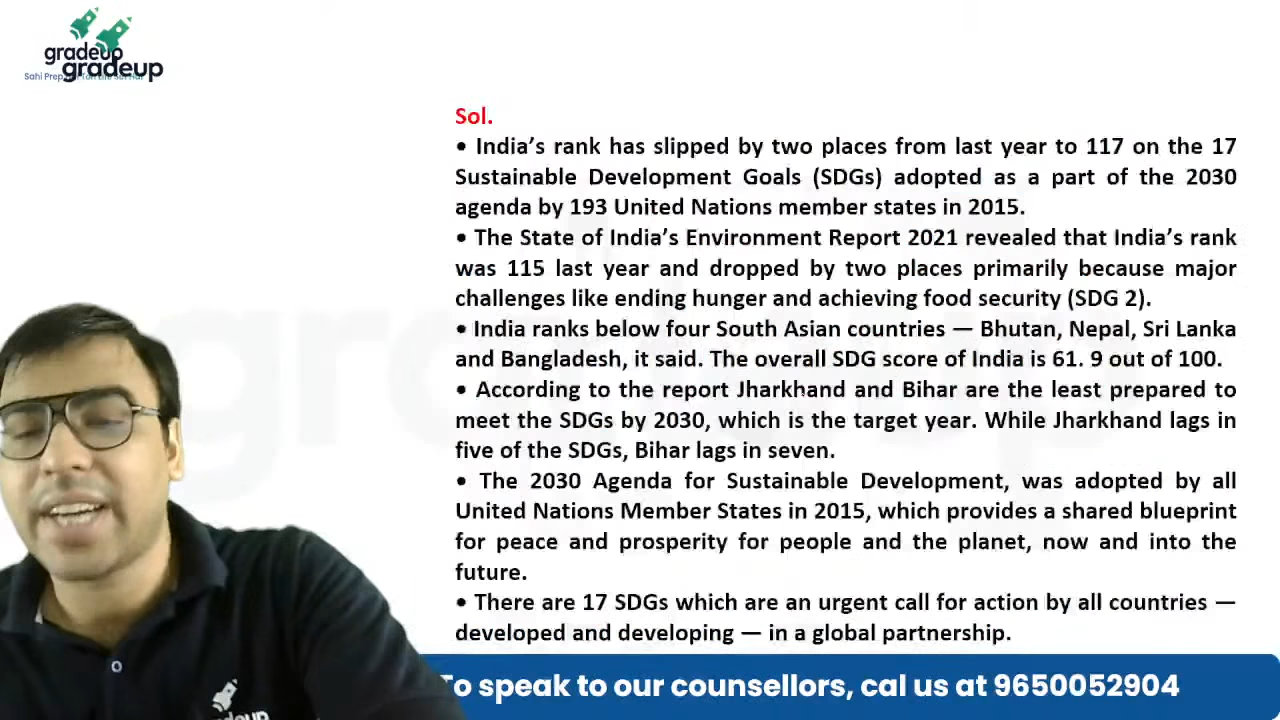 gradeup
gradeup
Sol.
• India’s rank has slipped by two places from last year to 117 on the 17
Sustainable Development Goals (SDGs) adopted as a part of the 2030
agenda by 193 United Nations member states in 2015.
• The State of India’s Environment Report 2021 revealed that India’s rank
was 115 last year and dropped by two places primarily because major
challenges like ending hunger and achieving food security (SDG 2).
• India ranks below four South Asian countries — Bhutan, Nepal, Sri Lanka
and Bangladesh, it said. The overall SDG score of India is 61. 9 out of 100.
• According to the report Jharkhand and Bihar are the least prepared to
meet the SDGs by 2030, which is the target year. While Jharkhand lags in
five of the SDGs, Bihar lags in seven.
• The 2030 Agenda for Sustainable Development, was adopted by all
United Nations Member States in 2015, which provides a shared blueprint
for peace and prosperity for people and the planet, now and into the
future.
• There are 17 SDGs which are an urgent call for action by all countries —
developed and developing — in a global partnership.
To speak to our counsellors, cal us at 9650052904
gradeup